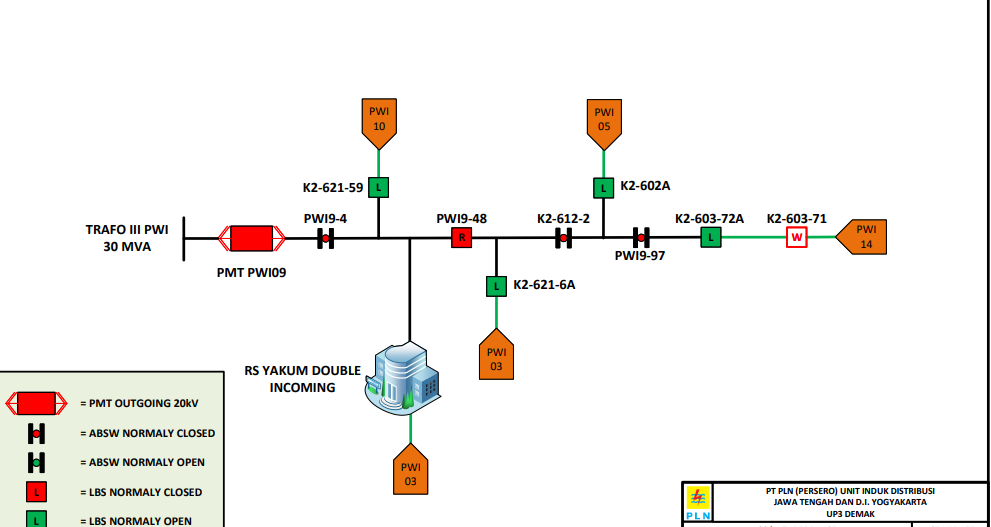 PWI
10
PWI
05
K2-621-59
L
L
K2-602A
TRAFO III PWI
30 MVA
PWI9-4
PWI9-48
K2-612-2
K2-603-72A
K2-603-71
R
L
W
PWI
14
PMT PWI09
PWI9-97
L
K2-621-6A
PWI
03
RS YAKUM DOUBLE
INCOMING
PWI
03
= PMT OUTGOING 20kV
= ABSW NORMALY CLOSED
= ABSW NORMALY OPEN
L
= LBS NORMALY CLOSED
L
= LBS NORMALY OPEN
PLN
PT PLN (PERSERO) UNIT INDUK DISTRIBUSI
JAWA TENGAH DAN D.I. YOGYAKARTA
UP3 DEMAK